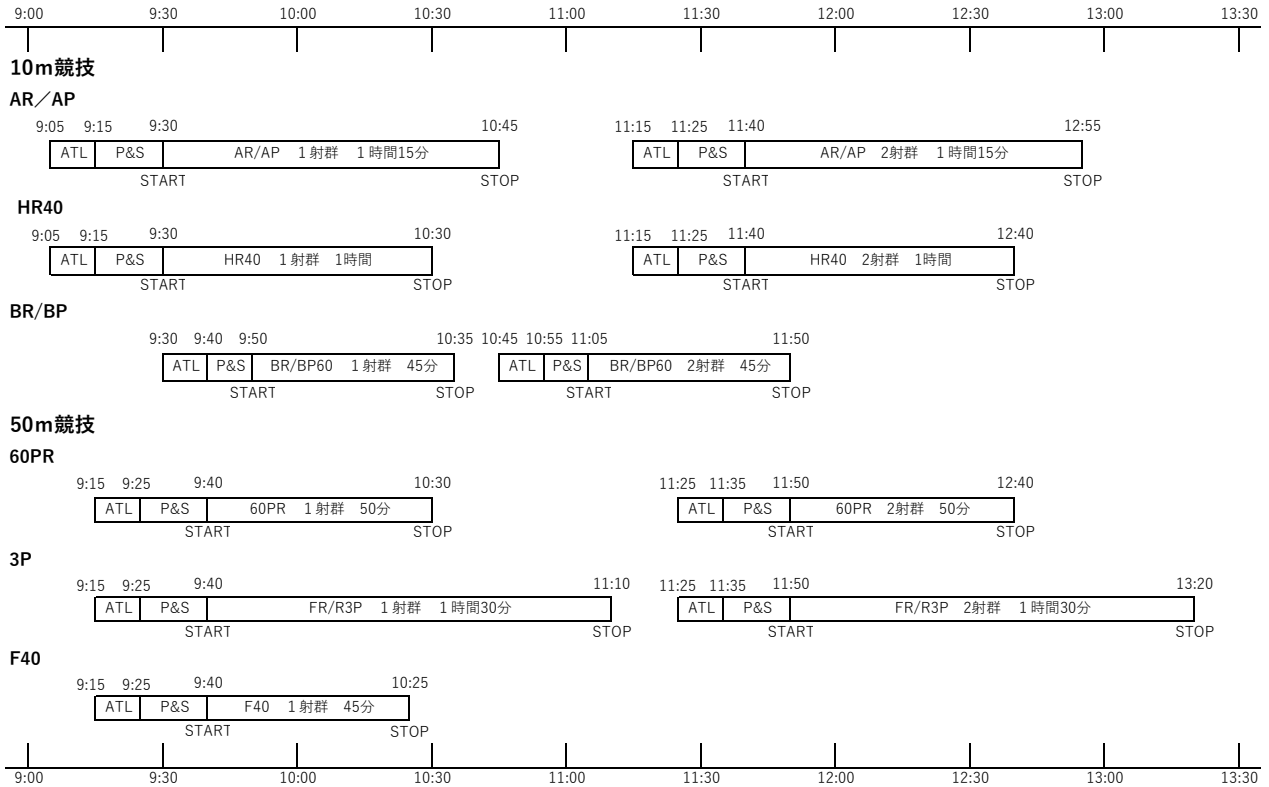 9:00 9:30 10:00 10:30 11:00 11:30 12:00 12:30 13:00 13:30
10m競技
AR／AP
9:05 9:15 9:30 10:45 11:15 11:25 11:40 12:55
ATL P&S AR/AP　1射群　1時間15分 ATL P&S AR/AP　2射群　1時間15分
START STOP START STOP
HR40
9:05 9:15 9:30 10:30 11:15 11:25 11:40 12:40
ATL P&S HR40　1射群　1時間 ATL P&S HR40　2射群　1時間
START STOP START STOP
BR/BP
9:30 9:40 9:50 10:35 10:45 10:55 11:05 11:50
ATL P&S BR/BP60　1射群　45分 ATL P&S BR/BP60　2射群　45分
START STOP START STOP
50m競技
60PR
9:15 9:25 9:40 10:30 11:25 11:35 11:50 12:40
ATL P&S 60PR　1射群　50分 ATL P&S 60PR　2射群　50分
START STOP START STOP
3P
9:15 9:25 9:40 11:10 11:25 11:35 11:50 13:20
ATL P&S FR/R3P　1射群　1時間30分 ATL P&S FR/R3P　2射群　1時間30分
START STOP START STOP
F40
9:15 9:25 9:40 10:25
ATL P&S F40　1射群　45分
START STOP
9:00 9:30 10:00 10:30 11:00 11:30 12:00 12:30 13:00 13:30